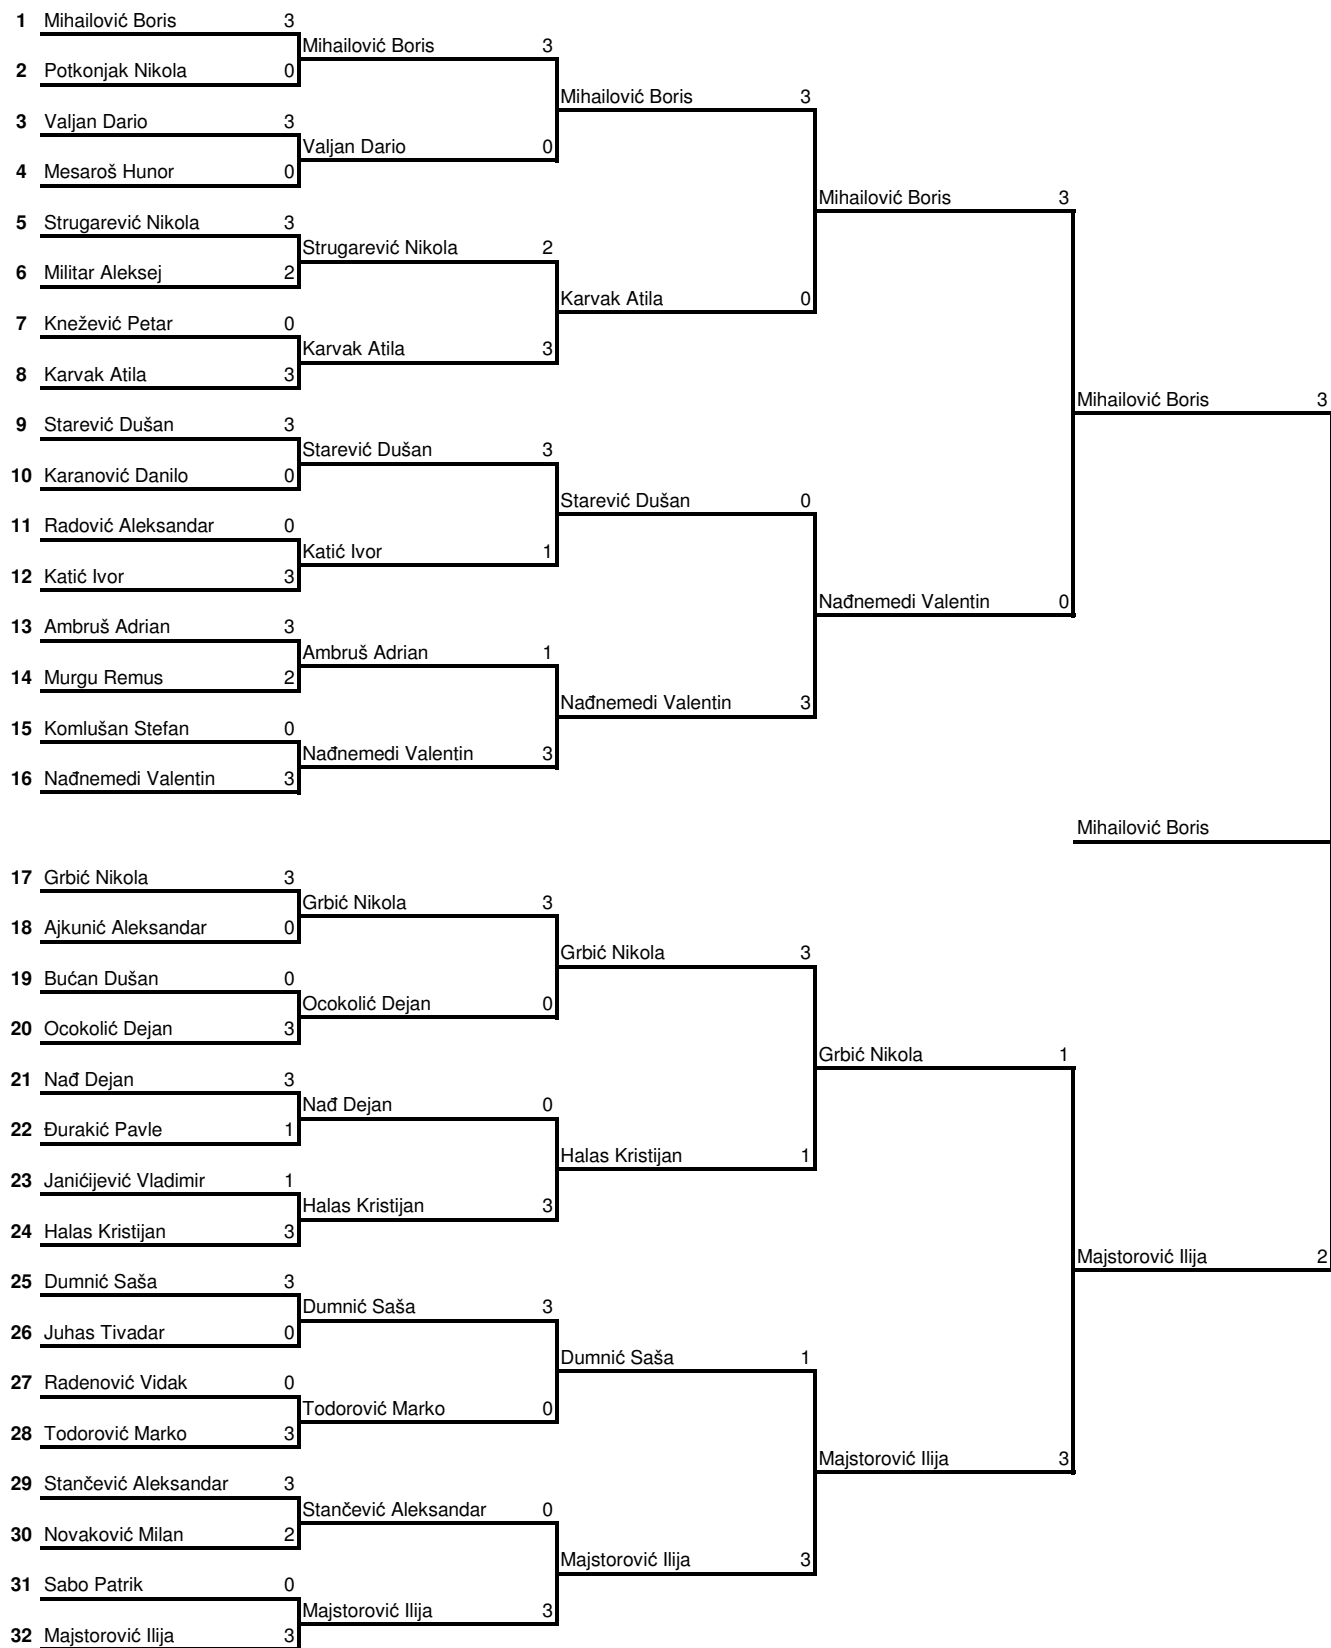 1 Mihailović Boris 3
Mihailović Boris 3
2 Potkonjak Nikola 0
Mihailović Boris 3
3 Valjan Dario 3
Valjan Dario 0
4 Mesaroš Hunor 0
Mihailović Boris 3
5 Strugarević Nikola 3
Strugarević Nikola 2
6 Militar Aleksej 2
Karvak Atila 0
7 Knežević Petar 0
Karvak Atila 3
8 Karvak Atila 3
Mihailović Boris 3
9 Starević Dušan 3
Starević Dušan 3
10 Karanović Danilo 0
Starević Dušan 0
11 Radović Aleksandar 0
Katić Ivor 1
12 Katić Ivor 3
Nađnemedi Valentin 0
13 Ambruš Adrian 3
Ambruš Adrian 1
14 Murgu Remus 2
Nađnemedi Valentin 3
15 Komlušan Stefan 0
Nađnemedi Valentin 3
16 Nađnemedi Valentin 3
Mihailović Boris
17 Grbić Nikola 3
Grbić Nikola 3
18 Ajkunić Aleksandar 0
Grbić Nikola 3
19 Bućan Dušan 0
Ocokolić Dejan 0
20 Ocokolić Dejan 3
Grbić Nikola 1
21 Nađ Dejan 3
Nađ Dejan 0
22 Đurakić Pavle 1
Halas Kristijan 1
23 Janićijević Vladimir 1
Halas Kristijan 3
24 Halas Kristijan 3
Majstorović Ilija 2
25 Dumnić Saša 3
Dumnić Saša 3
26 Juhas Tivadar 0
Dumnić Saša 1
27 Radenović Vidak 0
Todorović Marko 0
28 Todorović Marko 3
Majstorović Ilija 3
29 Stančević Aleksandar 3
Stančević Aleksandar 0
30 Novaković Milan 2
Majstorović Ilija 3
31 Sabo Patrik 0
Majstorović Ilija 3
32 Majstorović Ilija 3